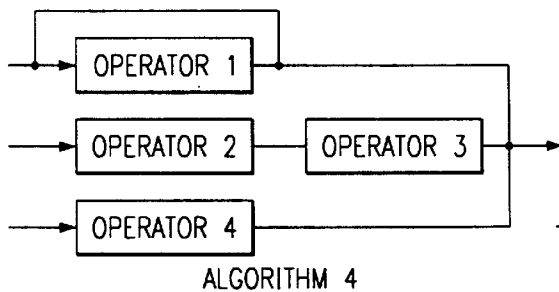 OPERATOR 1
OPERATOR 2
OPERATOR 3
OPERATOR 4
ALGORITHM 4